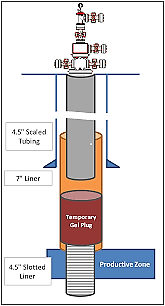 4.5" Scaled
Tubing
7" Liner
Temporary
Gel Plug
Productive Zone
4.5" Slotted
Liner